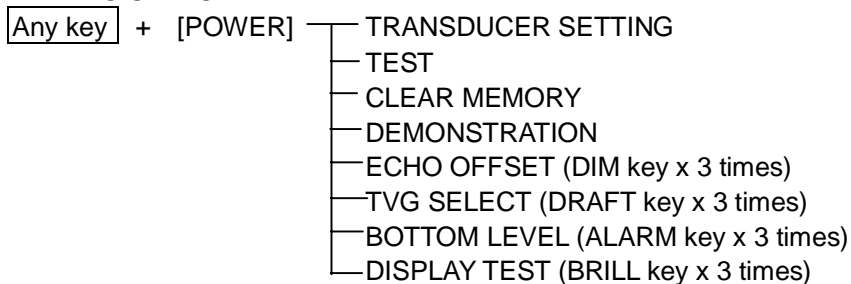 Any key + [POWER] TRANSDUCER SETTING
TEST
CLEAR MEMORY
DEMONSTRATION
ECHO OFFSET (DIM key x 3 times)
TVG SELECT (DRAFT key x 3 times)
BOTTOM LEVEL (ALARM key x 3 times)
DISPLAY TEST (BRILL key x 3 times)